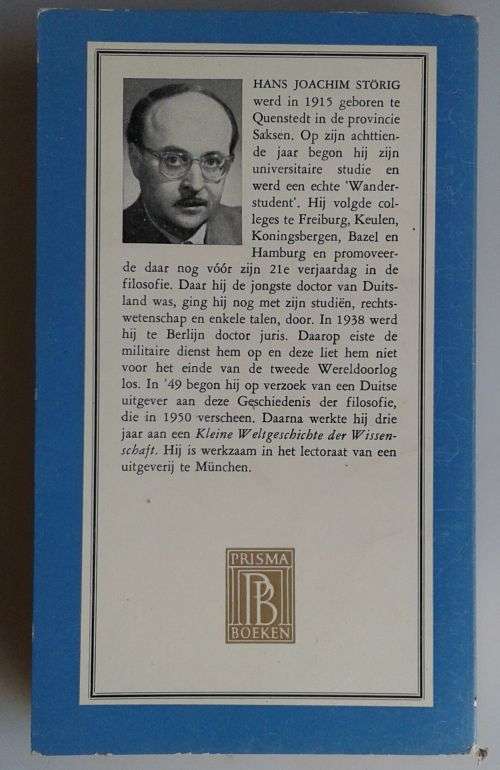 HANS JOACHIM STÖRIG
werd in 1915 geboren te
Quenstedt in de provincie
Saksen. Op zijn achttien-
de jaar begon hij zijn
universitaire studie en
werd een echte 'Wander-
student'. Hij volgde col-
leges te Freiburg, Keulen,
Koningsbergen, Bazel en
Hamburg en promoveer-
de daar nog vóór zijn 21e verjaardag in de
filosofie. Daar hij de jongste doctor van Duits-
land was, ging hij nog met zijn studiën, rechts-
wetenschap en enkele talen, door. In 1938 werd
hij te Berlijn doctor juris. Daarop eiste de
militaire dienst hem op en deze liet hem niet
voor het einde van de tweede Wereldoorlog
los. In '49 begon hij op verzoek van een Duitse
uitgever aan deze Geschiedenis der filosofie,
die in 1950 verscheen. Daarna werkte hij drie
jaar aan een Kleine Weltgeschichte der Wissen-
schaft. Hij is werkzaam in het lectoraat van een
uitgeverij te München.
PRISMA
PB
BOEKEN